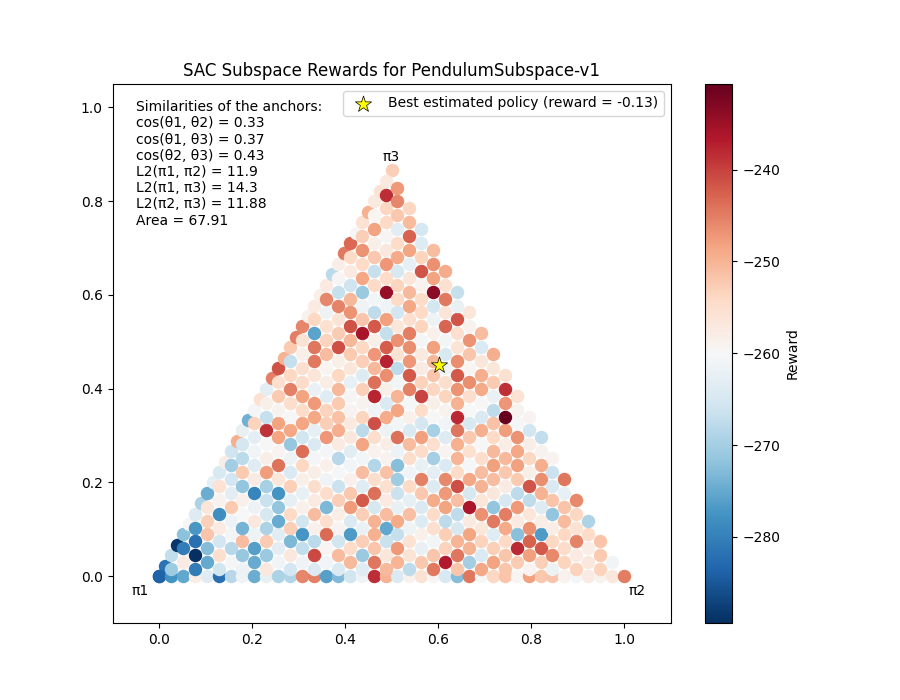 SAC Subspace Rewards for PendulumSubspace-v1
Similarities of the anchors:
cos(θ1, θ2) = 0.33
cos(θ1, θ3) = 0.37
cos(θ2, θ3) = 0.43
L2(π1, π2) = 11.9
L2(π1, π3) = 14.3
L2(π2, π3) = 11.88
Area = 67.91
Best estimated policy (reward = -0.13)
π3
π1
π2
1.0
0.8
0.6
0.4
0.2
0.0
0.0
0.2
0.4
0.6
0.8
1.0
−240
−250
−260
−270
−280
Reward